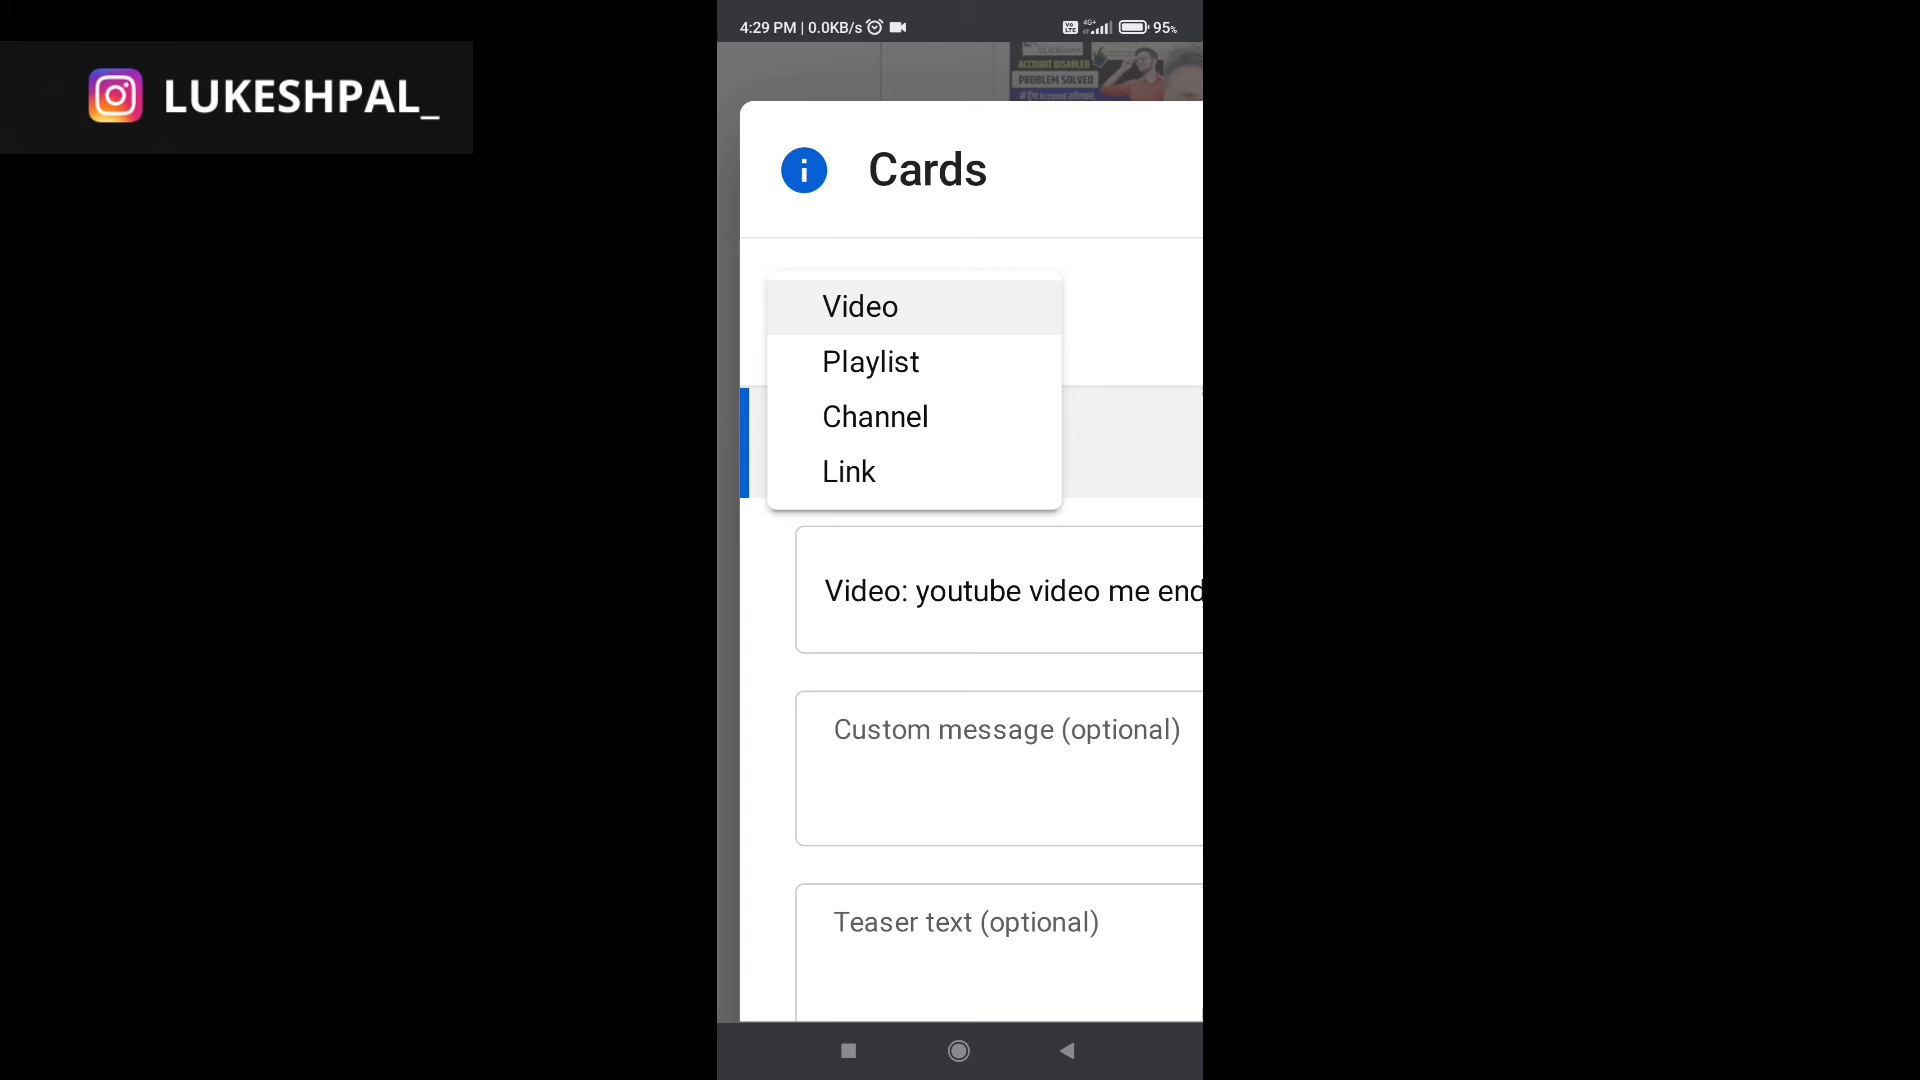 4:29 PM | 0.0KB/s
4G+
95%
LUKESHPAL_
ACCOUNT DISABLED
PROBLEM SOLVED
Cards
Video
Playlist
Channel
Link
Video: youtube video me end
Custom message (optional)
Teaser text (optional)